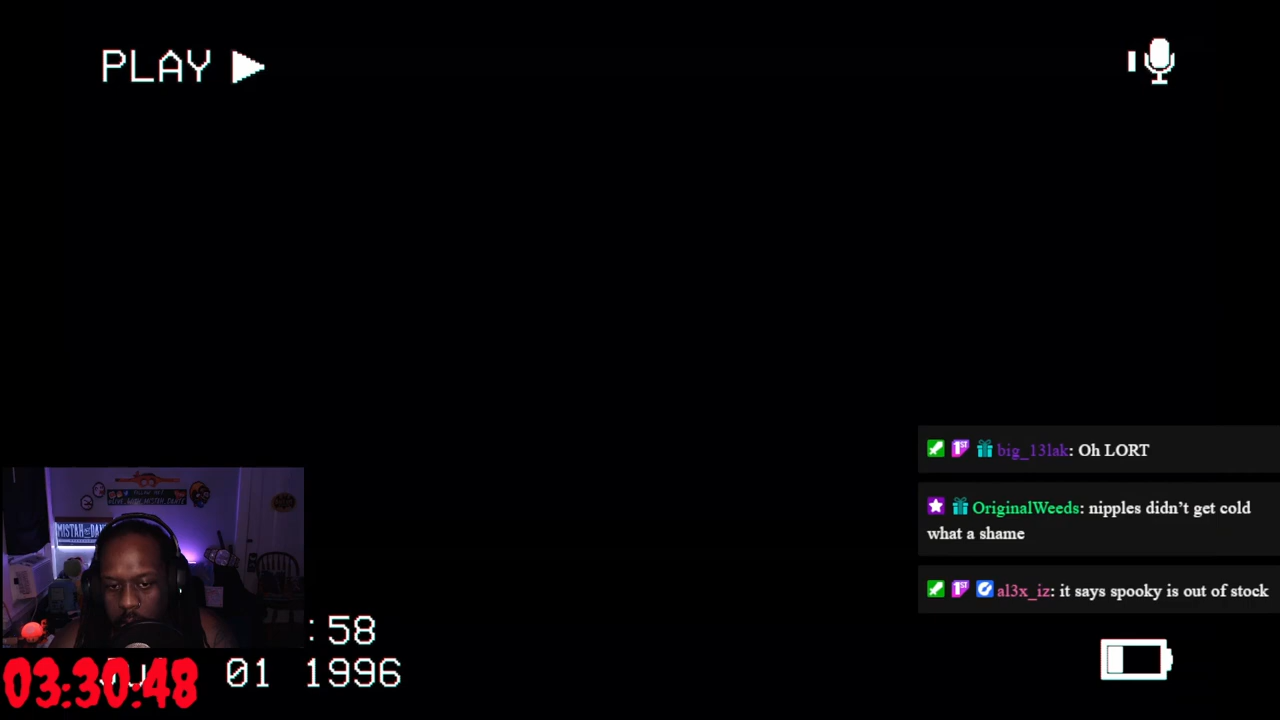 PLAY
big_13lak: Oh LORT
OriginalWeeds: nipples didn’t get cold
what a shame
al3x_iz: it says spooky is out of stock
:58
01 1996
03:30:48